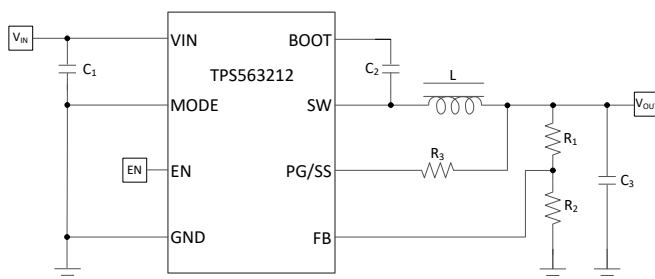 VIN
VIN
BOOT
TPS563212
C1
C2
L
MODE
SW
VOUT
R1
EN
EN
PG/SS
R3
C3
R2
GND
FB